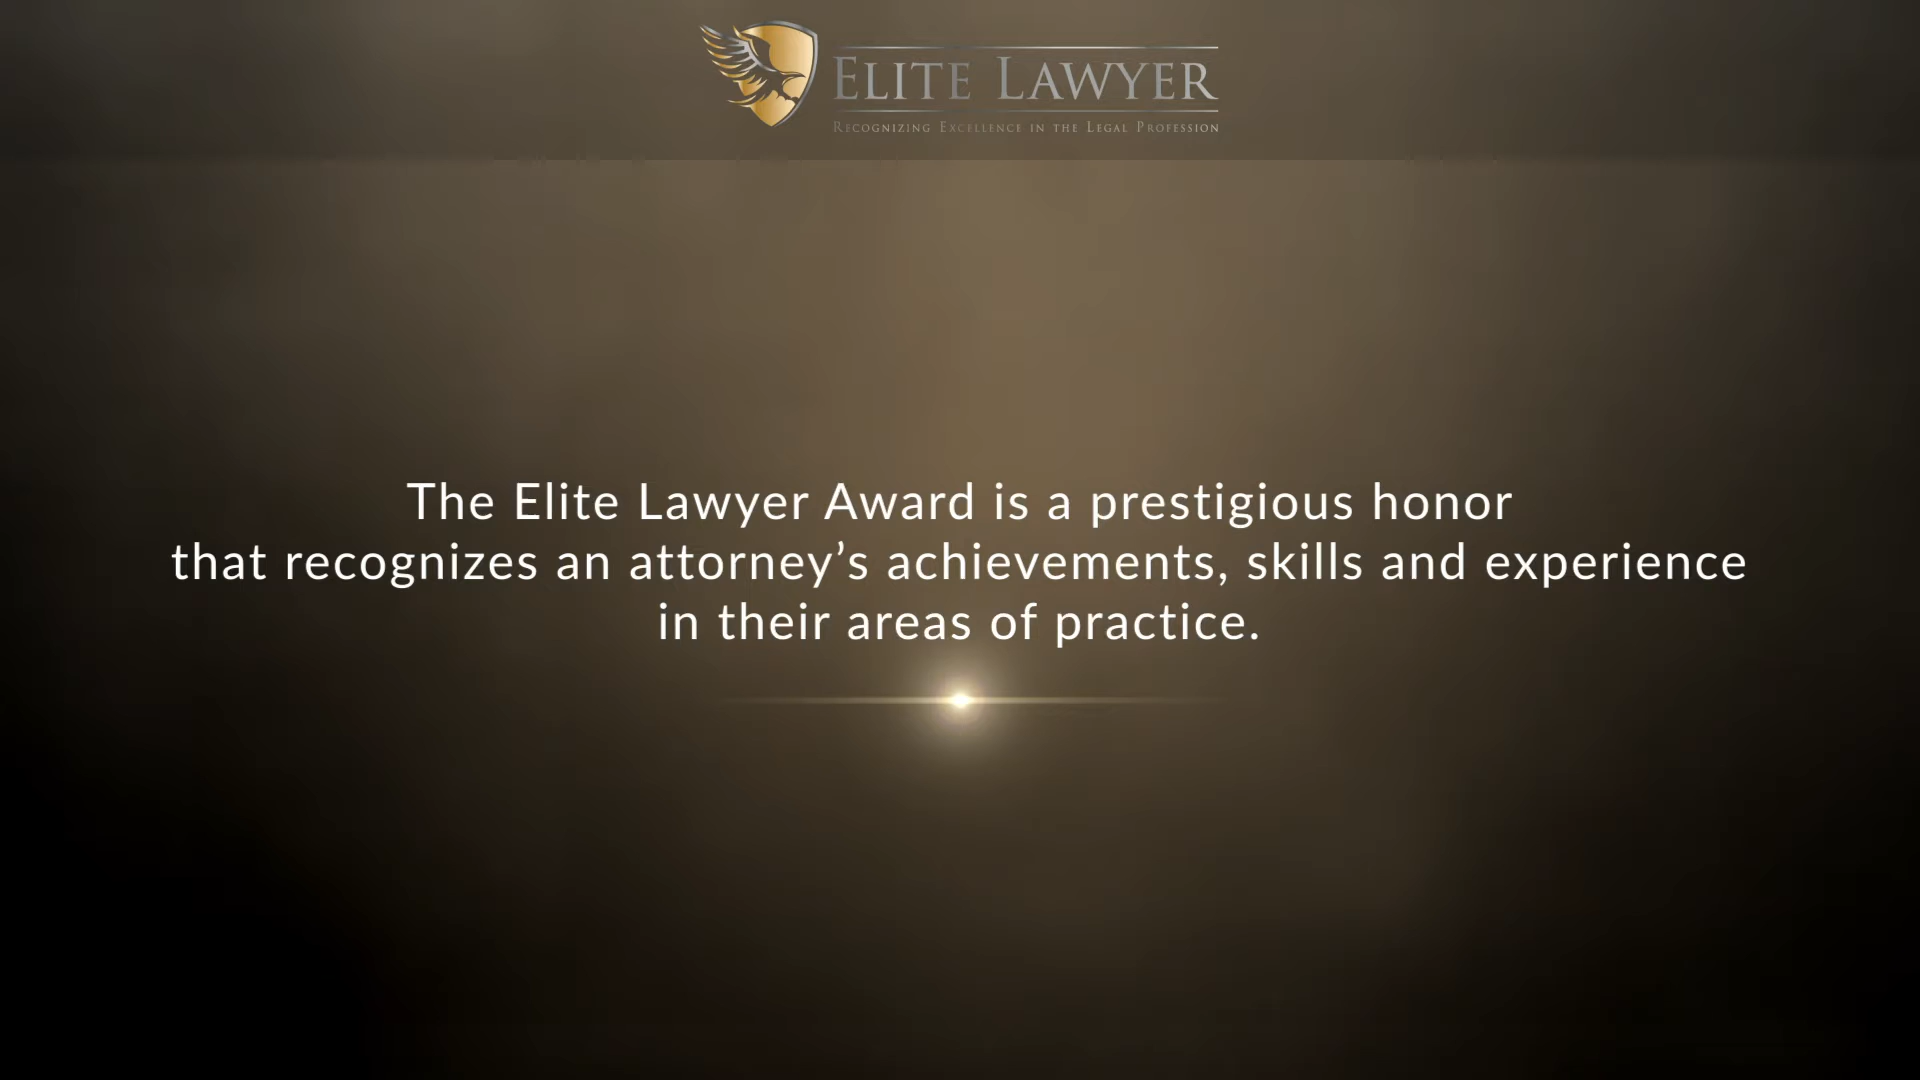 ELITE LAWYER
RECOGNIZING EXCELLENCE IN THE LEGAL PROFESSION
The Elite Lawyer Award is a prestigious honor
that recognizes an attorney’s achievements, skills and experience
in their areas of practice.